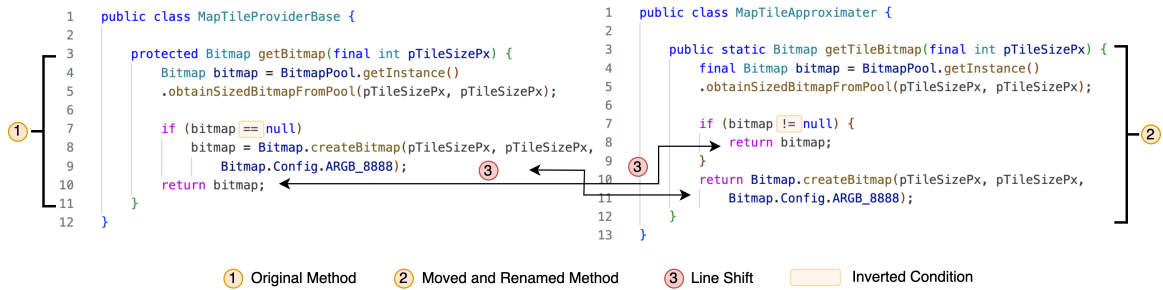 1 public class MapTileProviderBase {
2
3 protected Bitmap getBitmap(final int pTileSizePx) {
4 Bitmap bitmap = BitmapPool.getInstance()
5 .obtainSizedBitmapFromPool(pTileSizePx, pTileSizePx);
6
7 if (bitmap == null)
8 bitmap = Bitmap.createBitmap(pTileSizePx, pTileSizePx,
9 Bitmap.Config.ARGB_8888);
10 return bitmap;
11 }
12 }
1
3
1 public class MapTileApproximater {
2
3 public static Bitmap getTileBitmap(final int pTileSizePx) {
4 final Bitmap bitmap = BitmapPool.getInstance()
5 .obtainSizedBitmapFromPool(pTileSizePx, pTileSizePx);
6
7 if (bitmap != null) {
8 return bitmap;
9 }
10 return Bitmap.createBitmap(pTileSizePx, pTileSizePx,
11 Bitmap.Config.ARGB_8888);
12 }
13 }
3
2
1 Original Method
2 Moved and Renamed Method
3 Line Shift
Inverted Condition